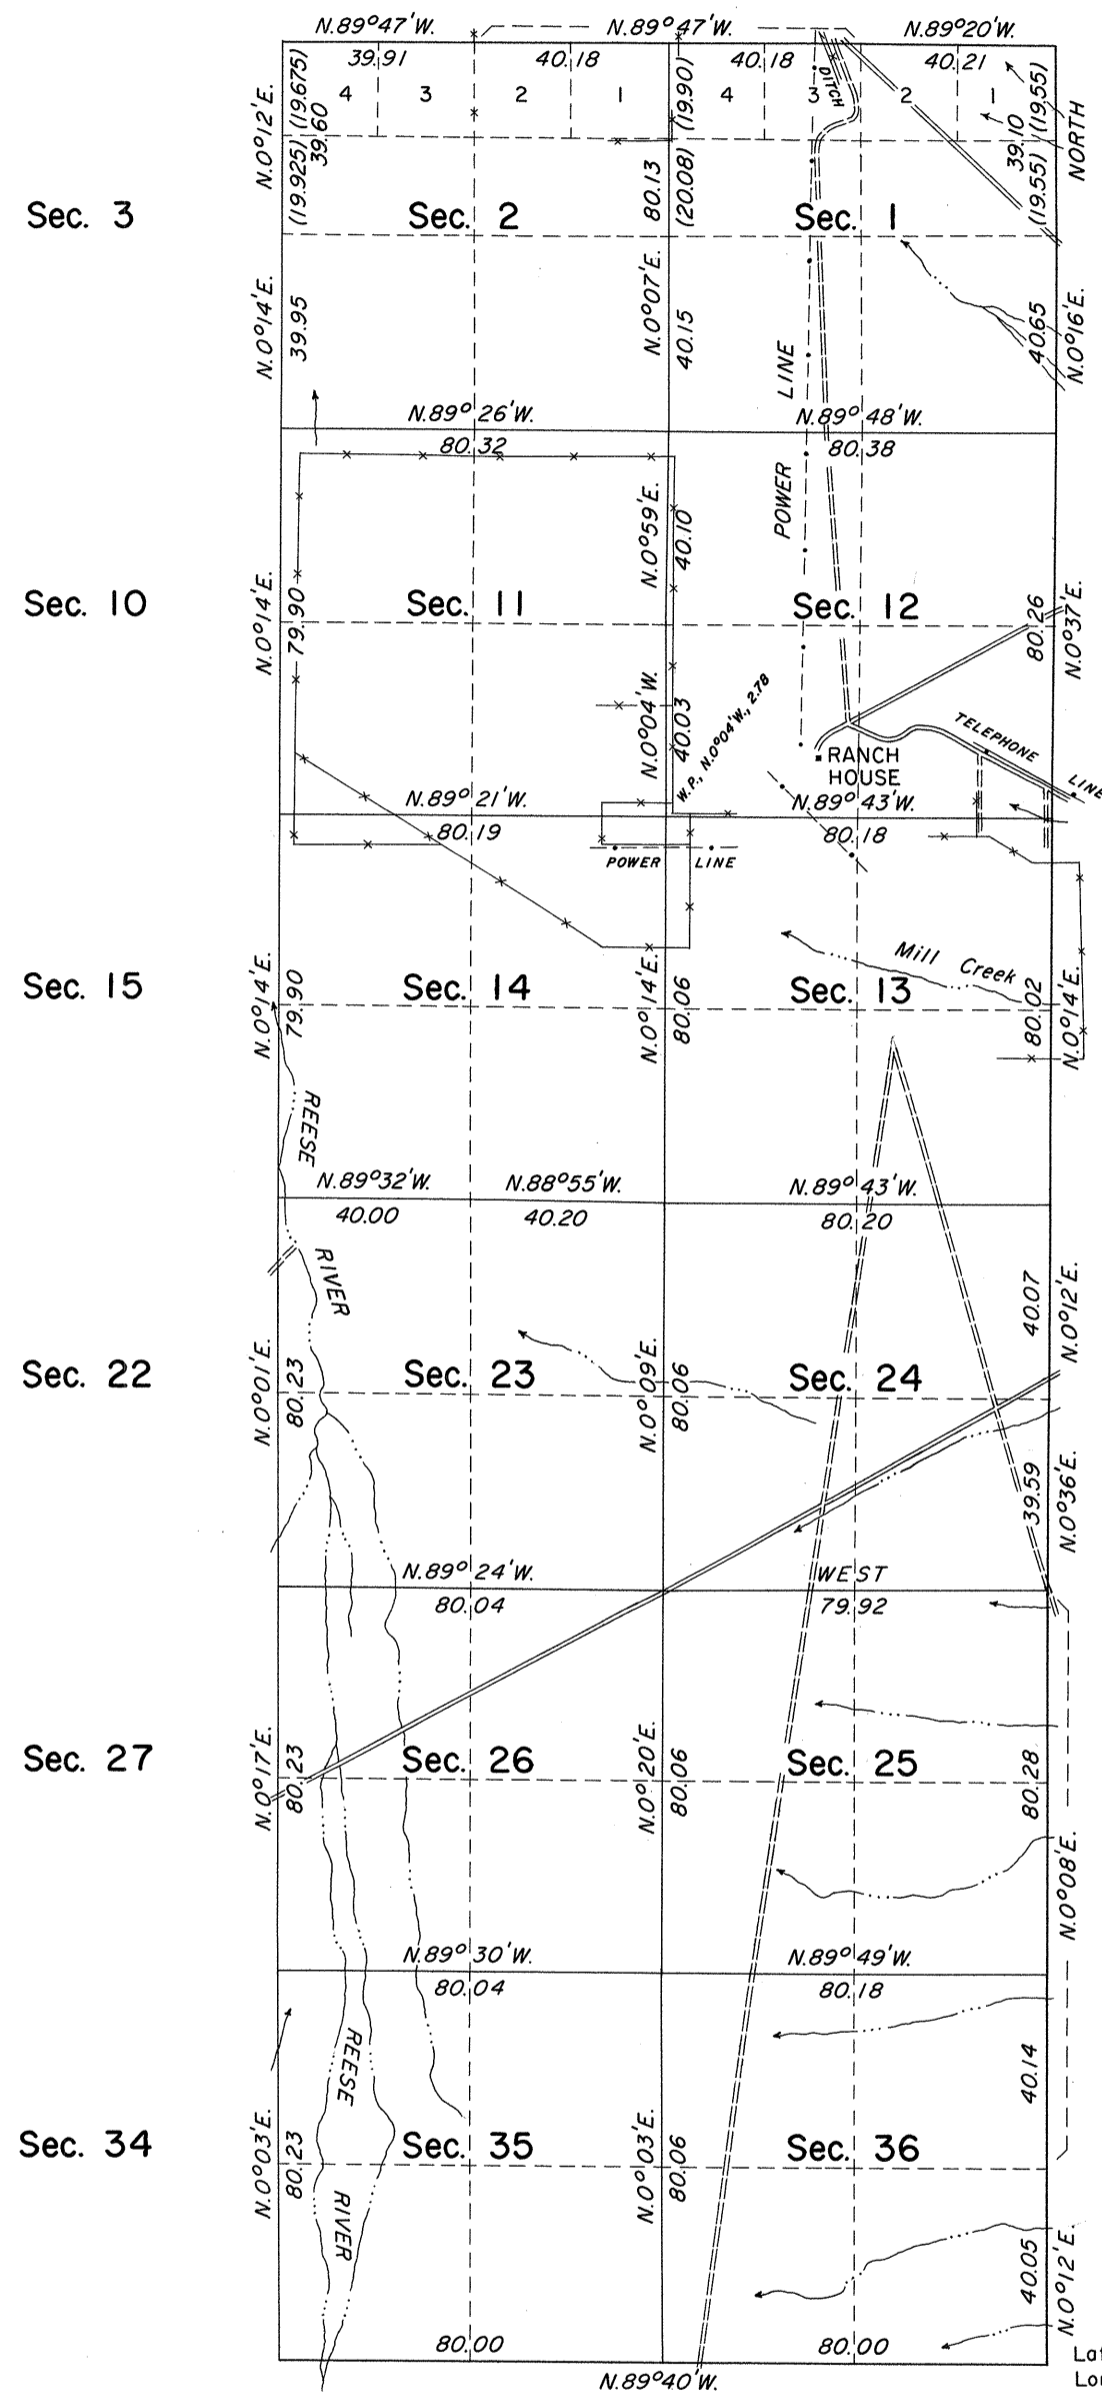 N.89°47'W. N.89°47'W. N.89°20'W.
39.91 40.18 40.18 40.21
4 3 2 1 4 3 2 1
DITCH
N.0°12'E. (19.675) 39.60 (19.925)
(19.90) 80.13 (20.08)
39.10 (19.55) (19.55) NORTH
Sec. 3 Sec. 2 Sec. 1
N.0°14'E. 39.95 N.0°07'E. 40.15 40.65 N.0°16'E.
POWER LINE
N.89°26'W. N.89°48'W.
80.32 80.38
N.0°59'E. 40.10
Sec. 10 Sec. 11 Sec. 12
N.0°14'E. 79.90 80.26 N.0°37'E.
N.0°04'W. 40.03
W.P., N.0°04'W., 2.78
TELEPHONE LINE
RANCH
HOUSE
N.89°21'W. N.89°43'W.
80.19 80.18
POWER LINE
Mill Creek
Sec. 15 Sec. 14 Sec. 13
N.0°14'E. 79.90 N.0°14'E. 80.06 80.02 N.0°14'E.
REESE
N.89°32'W. N.88°55'W. N.89°43'W.
40.00 40.20 80.20
RIVER
40.07 N.0°12'E.
Sec. 22 Sec. 23 Sec. 24
N.0°01'E. 80.23 N.0°09'E. 80.06
39.59 N.0°36'E.
N.89°24'W. WEST
80.04 79.92
Sec. 27 Sec. 26 Sec. 25
N.0°17'E. 80.23 N.0°20'E. 80.06 80.28 N.0°08'E.
N.89°30'W. N.89°49'W.
80.04 80.18
REESE
40.14
Sec. 34 Sec. 35 Sec. 36
N.0°03'E. 80.23 N.0°03'E. 80.06
RIVER
40.05 N.0°12'E.
80.00 80.00
N.89°40'W.